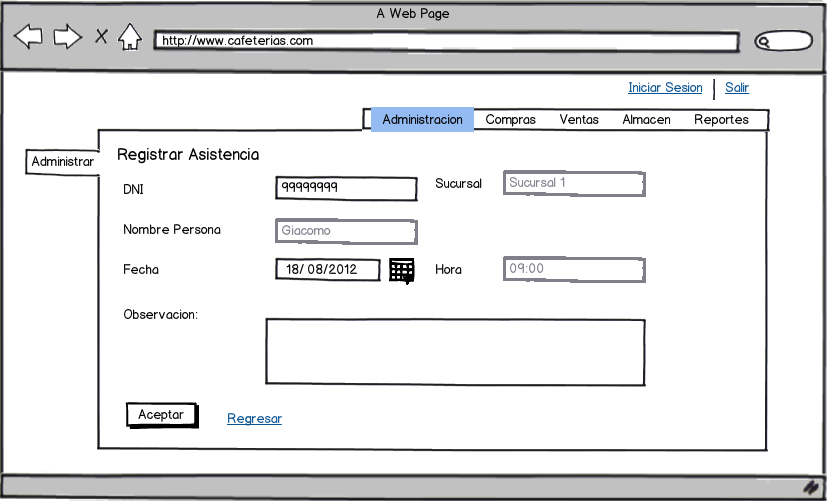 A Web Page
http://www.cafeterias.com
Iniciar Sesion Salir
Administracion Compras Ventas Almacen Reportes
Administrar
Registrar Asistencia
DNI 99999999 Sucursal Sucursal 1
Nombre Persona Giacomo
Fecha 18/ 08/2012 Hora 09:00
Observacion:
Aceptar Regresar